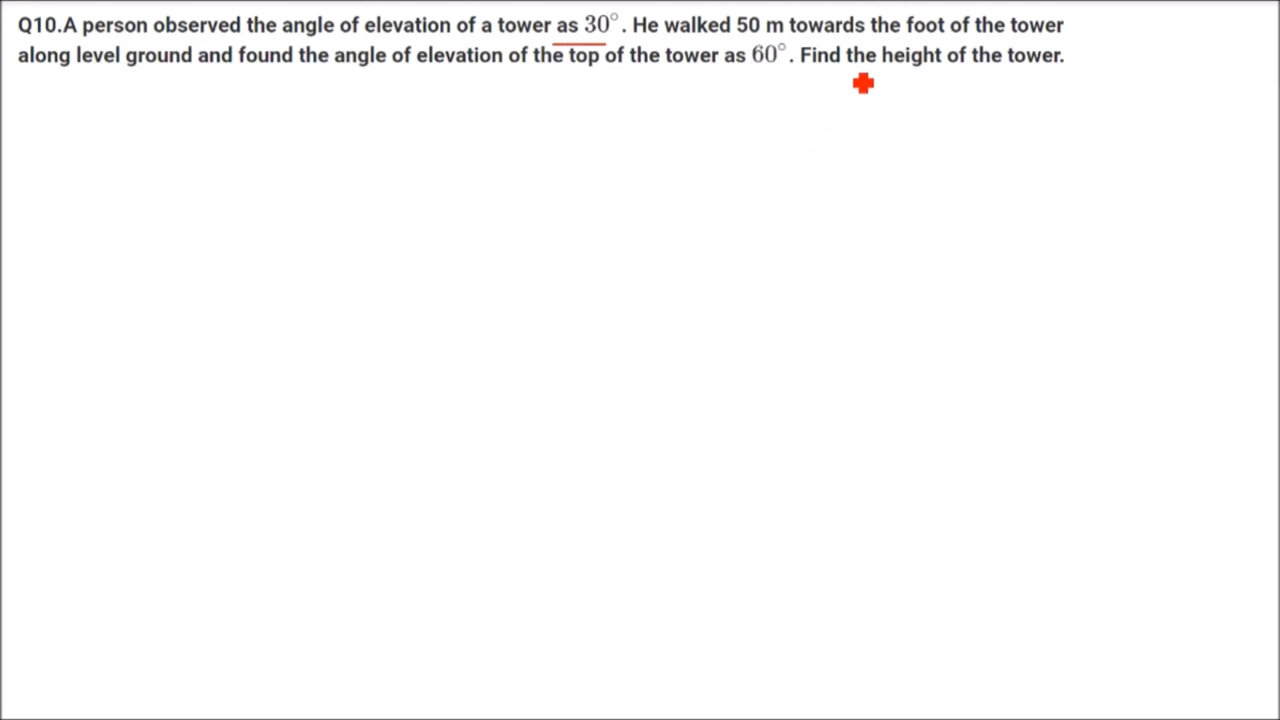 Q10.A person observed the angle of elevation of a tower as 30°. He walked 50 m towards the foot of the tower
along level ground and found the angle of elevation of the top of the tower as 60°. Find the height of the tower.